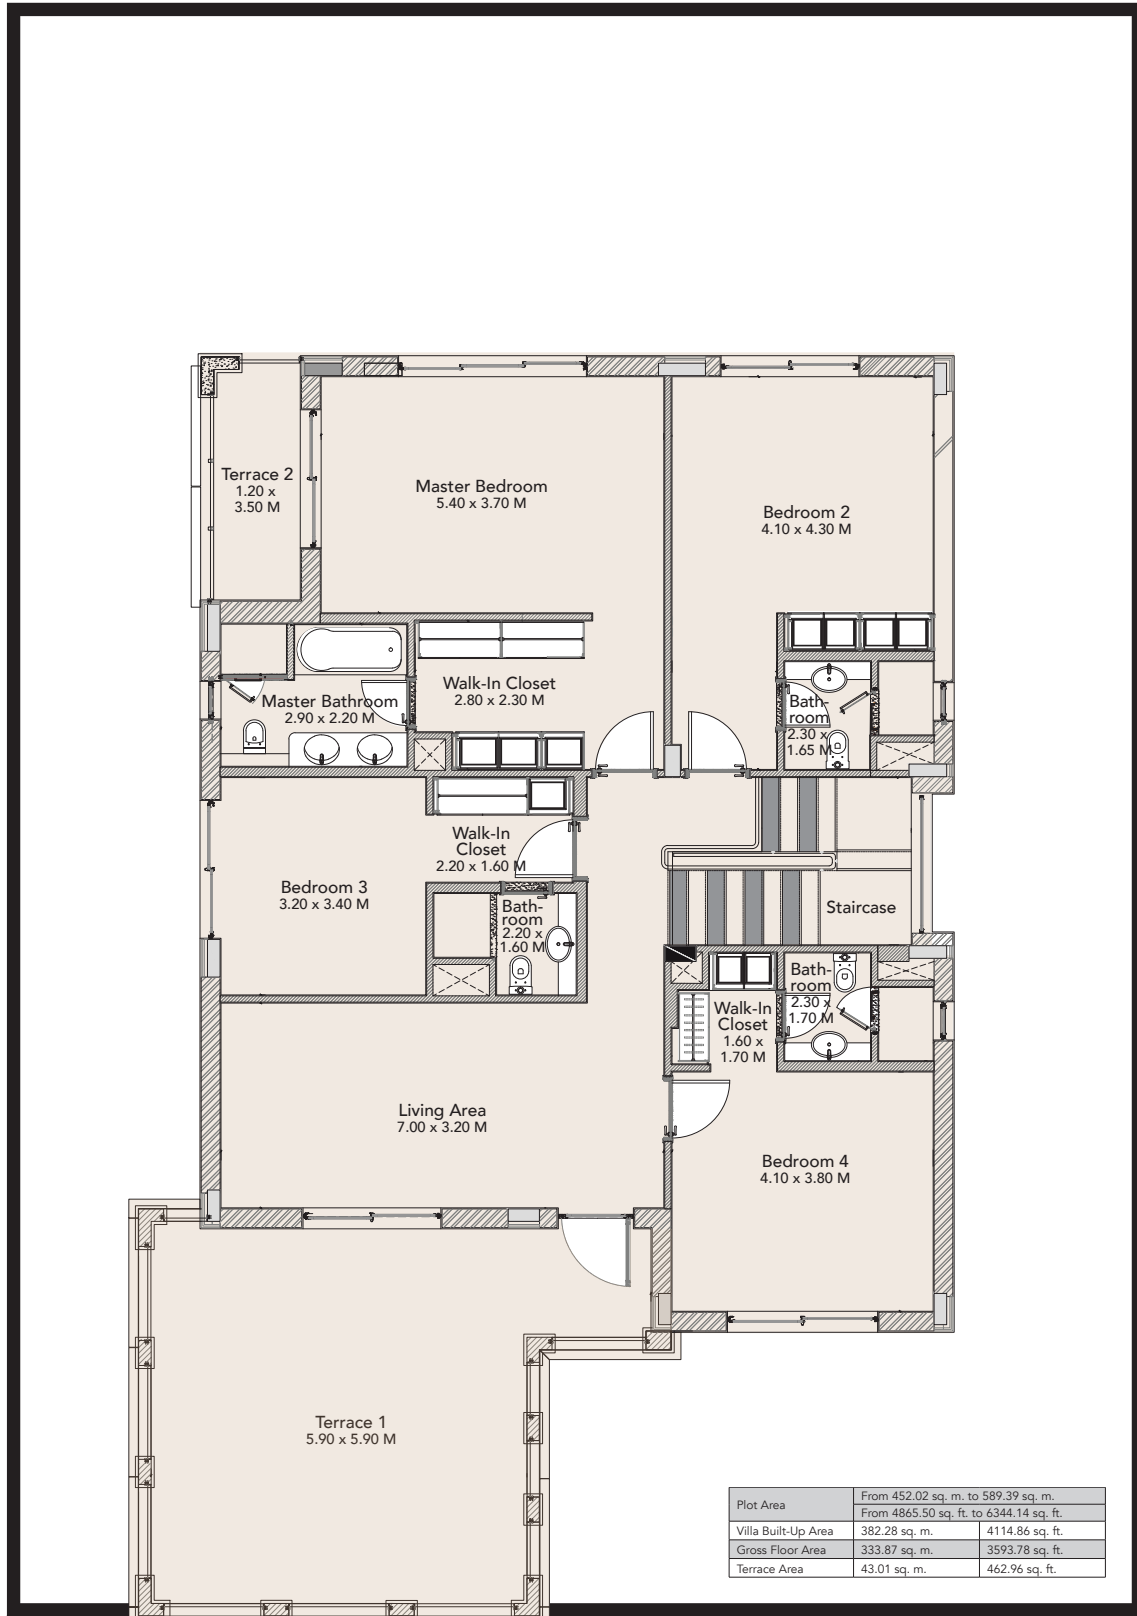 Terrace 2
1.20 x
3.50 M
Master Bedroom
5.40 x 3.70 M
Bedroom 2
4.10 x 4.30 M
Walk-In Closet
2.80 x 2.30 M
Master Bathroom
2.90 x 2.20 M
Bath-
room
2.30 x
1.65 M
Walk-In
Closet
2.20 x 1.60 M
Bedroom 3
3.20 x 3.40 M
Bath-
room
2.20 x
1.60 M
Staircase
Bath-
room
2.30 x
1.70 M
Walk-In
Closet
1.60 x
1.70 M
Living Area
7.00 x 3.20 M
Bedroom 4
4.10 x 3.80 M
Terrace 1
5.90 x 5.90 M
Plot Area
From 452.02 sq. m. to 589.39 sq. m.
From 4865.50 sq. ft. to 6344.14 sq. ft.
Villa Built-Up Area 382.28 sq. m. 4114.86 sq. ft.
Gross Floor Area 333.87 sq. m. 3593.78 sq. ft.
Terrace Area 43.01 sq. m. 462.96 sq. ft.